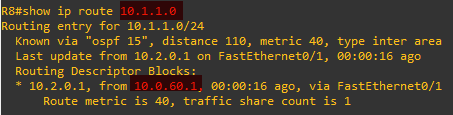 R8#show ip route 10.1.1.0
Routing entry for 10.1.1.0/24
Known via "ospf 15", distance 110, metric 40, type inter area
Last update from 10.2.0.1 on FastEthernet0/1, 00:00:16 ago
Routing Descriptor Blocks:
* 10.2.0.1, from 10.0.60.1, 00:00:16 ago, via FastEthernet0/1
Route metric is 40, traffic share count is 1